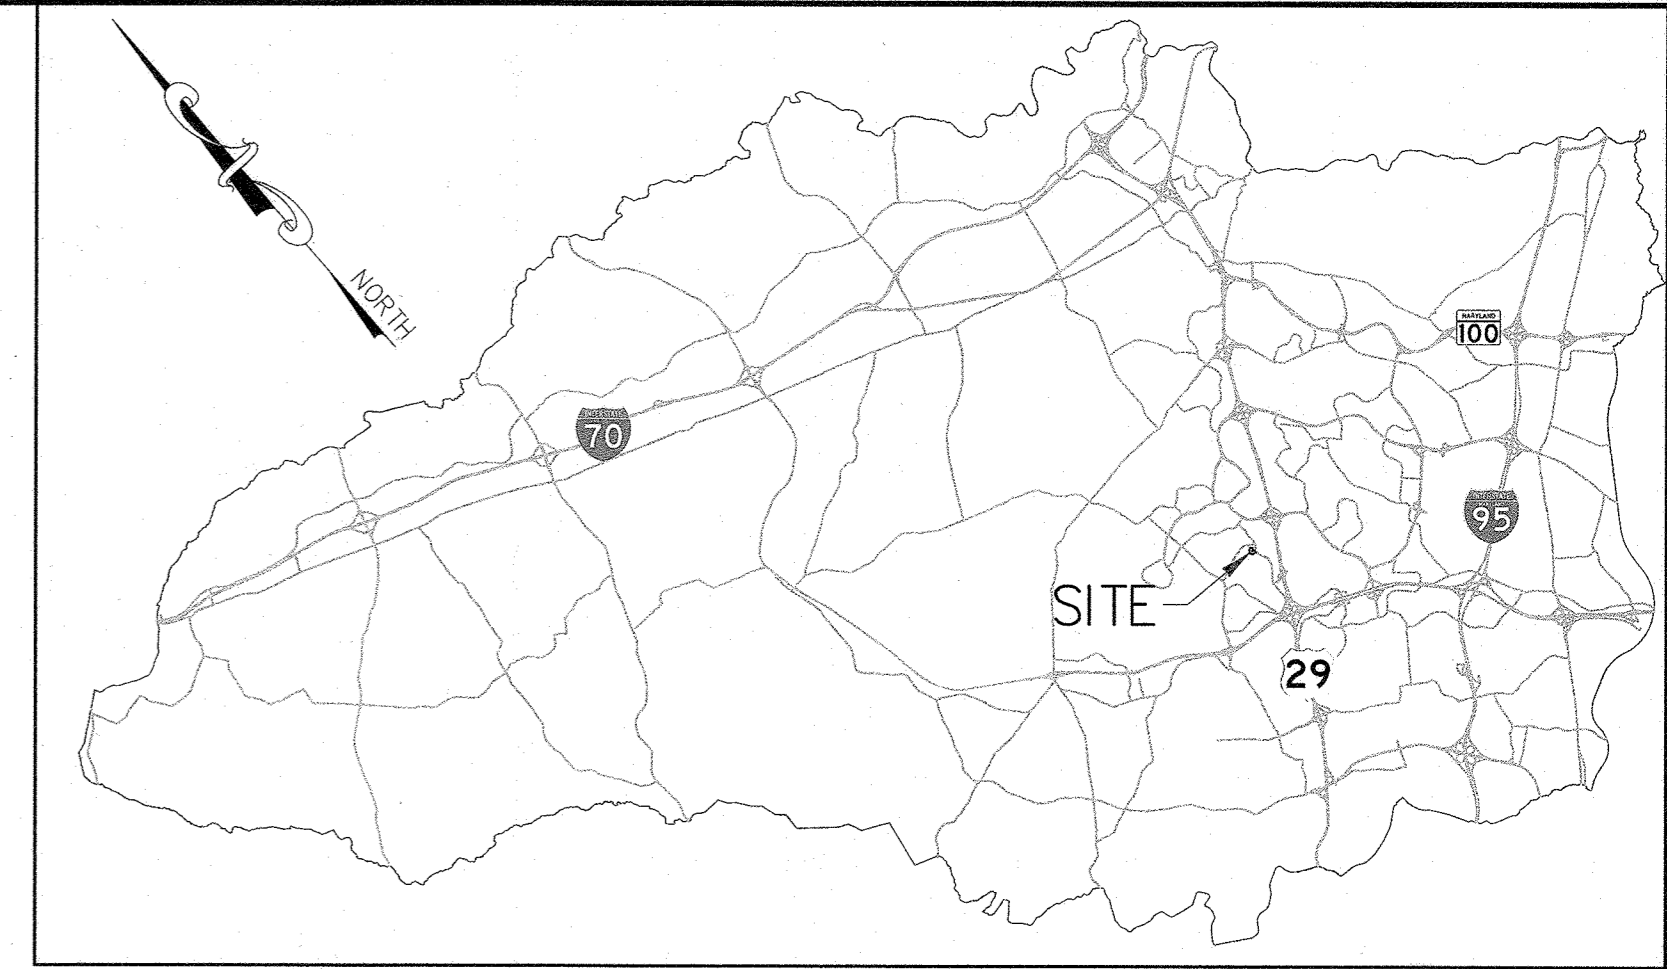 NORTH
MARYLAND
100
INTERSTATE
70
INTERSTATE
95
SITE
29